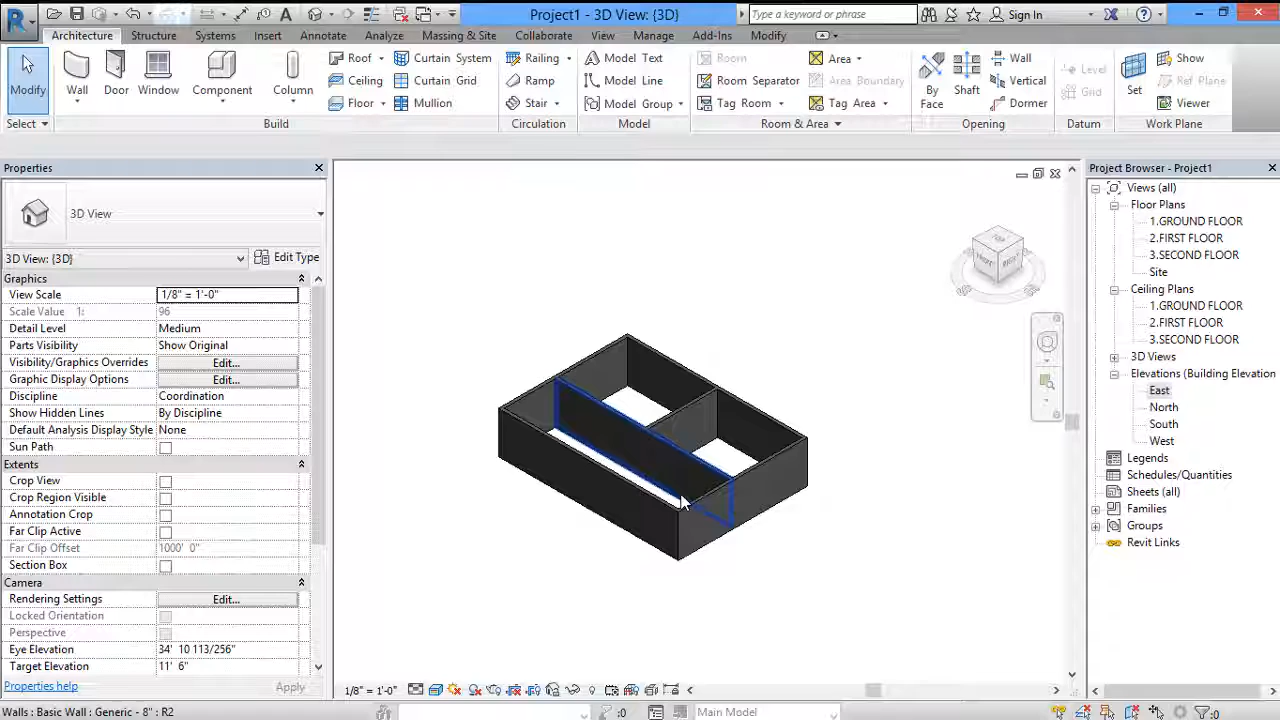 Project1 - 3D View: {3D}
Type a keyword or phrase
Sign In
Architecture Structure Systems Insert Annotate Analyze Massing & Site Collaborate View Manage Add-Ins Modify
Modify
Wall
Door
Window
Component
Column
Roof
Ceiling
Floor
Curtain System
Curtain Grid
Mullion
Railing
Ramp
Stair
Model Text
Model Line
Model Group
Room
Room Separator
Tag Room
Area
Area Boundary
Tag Area
By Face
Shaft
Wall
Vertical
Dormer
Level
Grid
Set
Show
Ref Plane
Viewer
Select
Build
Circulation
Model
Room & Area
Opening
Datum
Work Plane
Properties
3D View
3D View: {3D}
Edit Type
Graphics
View Scale 1/8" = 1'-0"
Scale Value 1: 96
Detail Level Medium
Parts Visibility Show Original
Visibility/Graphics Overrides Edit...
Graphic Display Options Edit...
Discipline Coordination
Show Hidden Lines By Discipline
Default Analysis Display Style None
Sun Path
Extents
Crop View
Crop Region Visible
Annotation Crop
Far Clip Active
Far Clip Offset 1000' 0"
Section Box
Camera
Rendering Settings Edit...
Locked Orientation
Perspective
Eye Elevation 34' 10 113/256"
Target Elevation 11' 6"
Properties help
Apply
TOP
FRONT
RIGHT
Project Browser - Project1
Views (all)
Floor Plans
1.GROUND FLOOR
2.FIRST FLOOR
3.SECOND FLOOR
Site
Ceiling Plans
1.GROUND FLOOR
2.FIRST FLOOR
3.SECOND FLOOR
3D Views
Elevations (Building Elevation
East
North
South
West
Legends
Schedules/Quantities
Sheets (all)
Families
Groups
Revit Links
1/8" = 1'-0"
Walls : Basic Wall : Generic - 8" : R2
:0
Main Model
:0